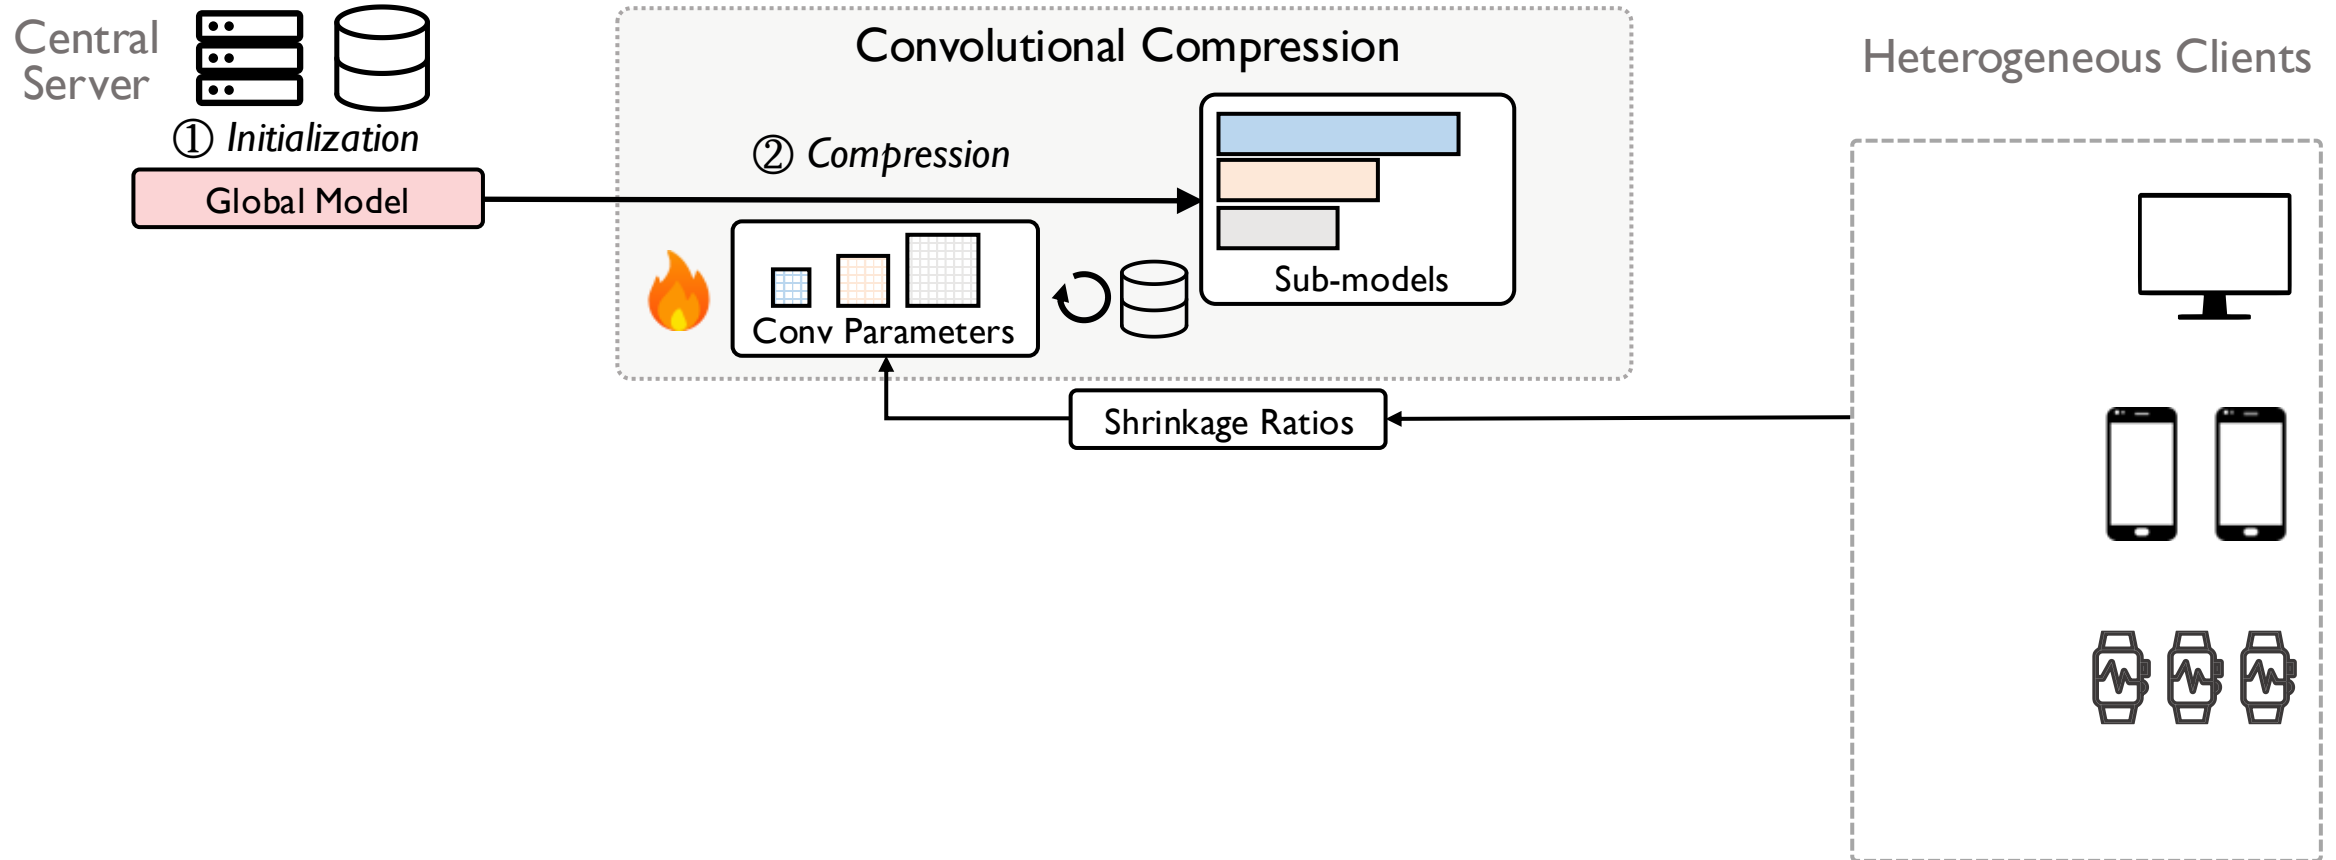 Central
Server
① Initialization
Global Model
Convolutional Compression
② Compression
Sub-models
Conv Parameters
Shrinkage Ratios
Heterogeneous Clients